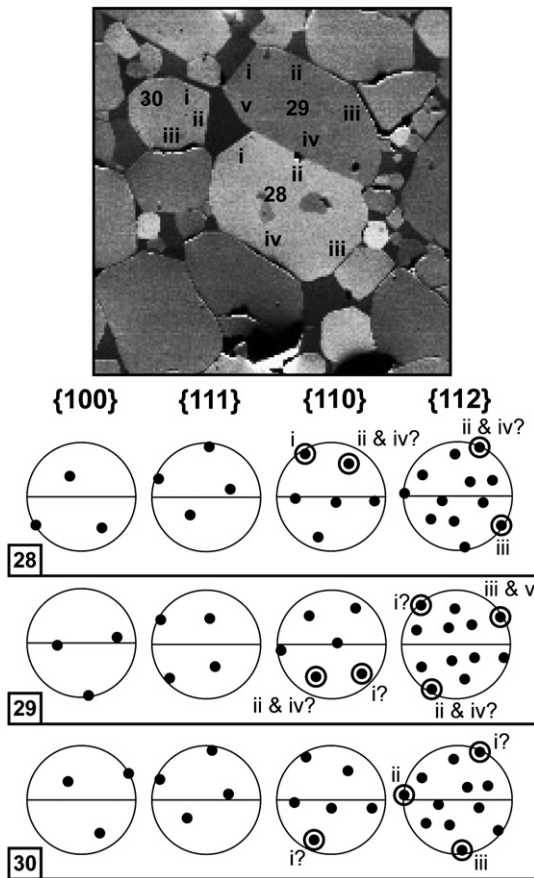 i ii
30 i 29 iii
v
ii
iii iv
i ii
28
iv iii
{100} {111} {110} {112}
i ii & iv? ii & iv?
iii
28
i? iii & v
ii & iv? i? ii & iv?
29
i?
ii
i? iii
30